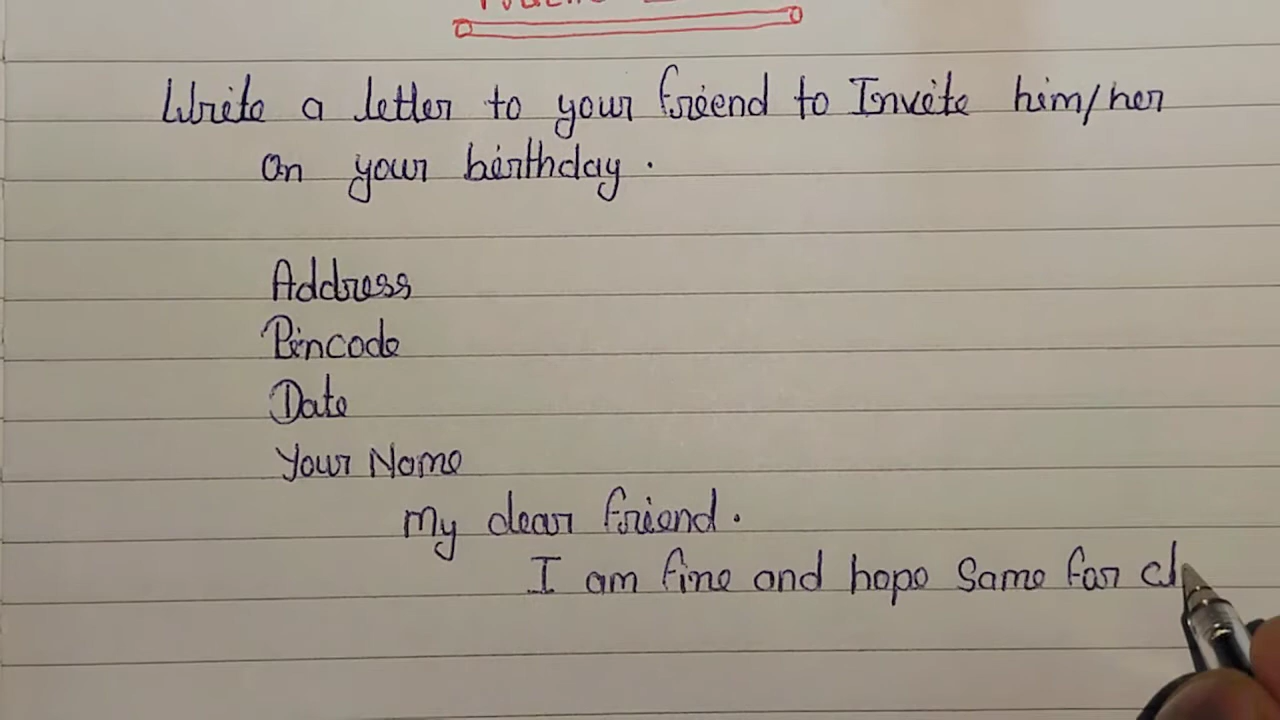 Write a letter to your friend to Invite him/her
on your birthday.
Address
Pincode
Date
Your Name
My dear friend.
I am fine and hope same for